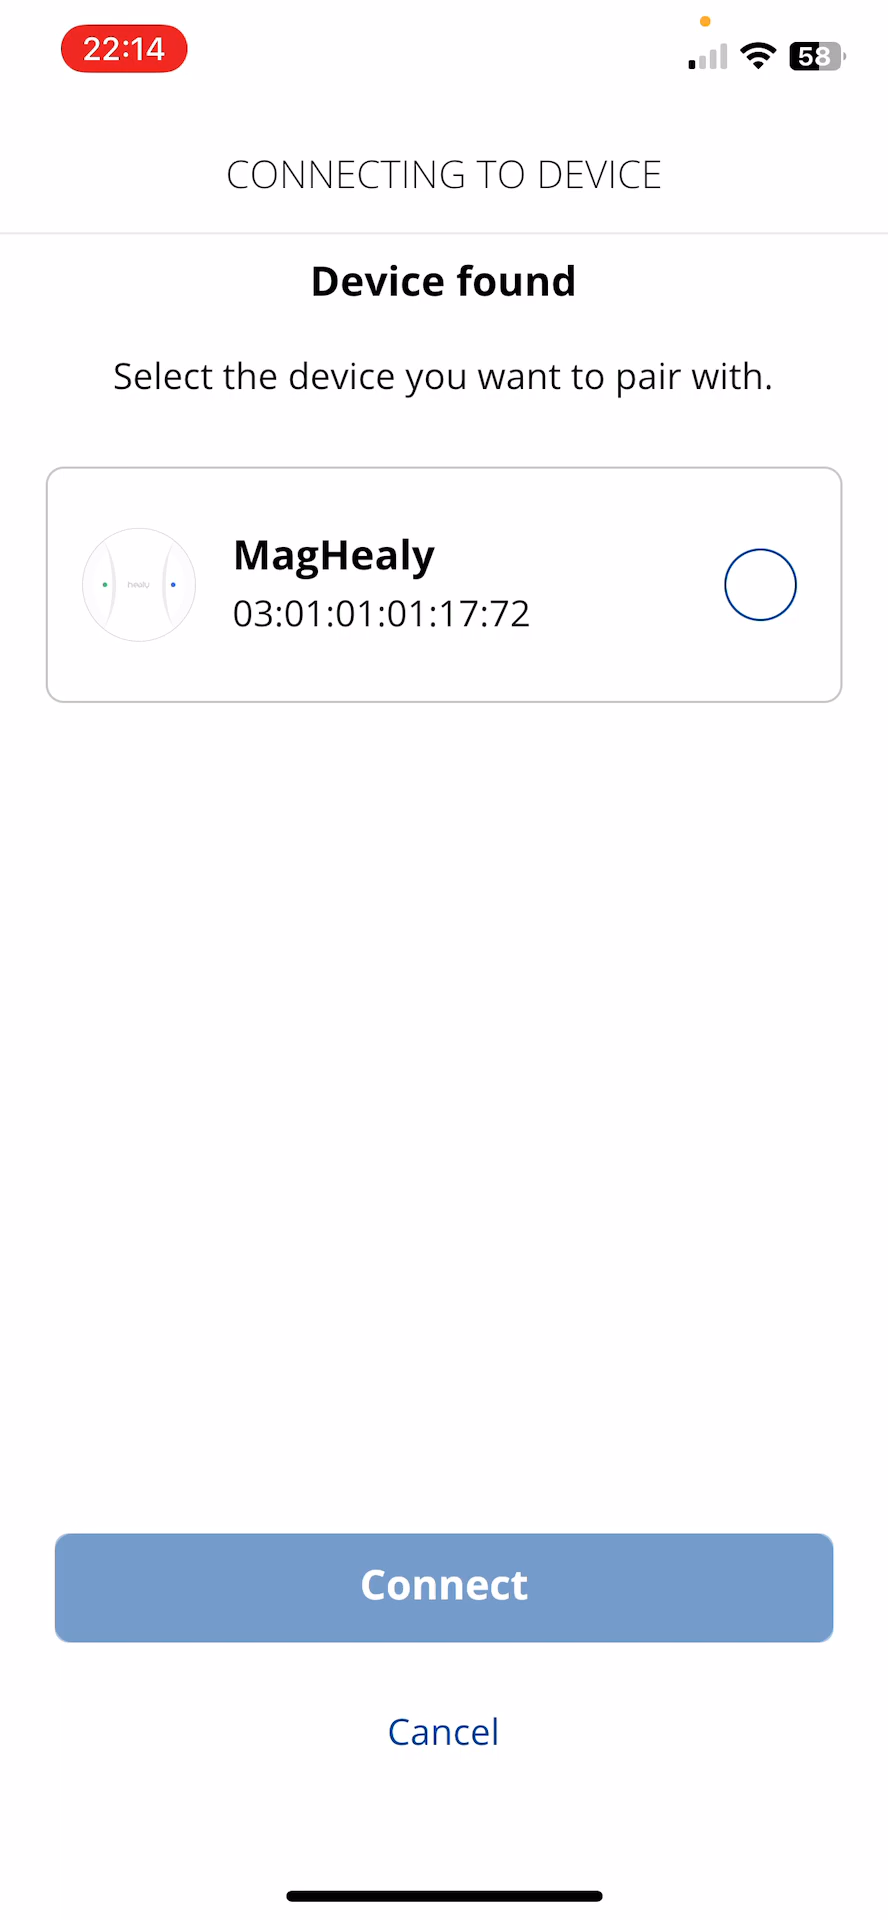 22:14
58
CONNECTING TO DEVICE
Device found
Select the device you want to pair with.
healy
MagHealy
03:01:01:01:17:72
Connect
Cancel